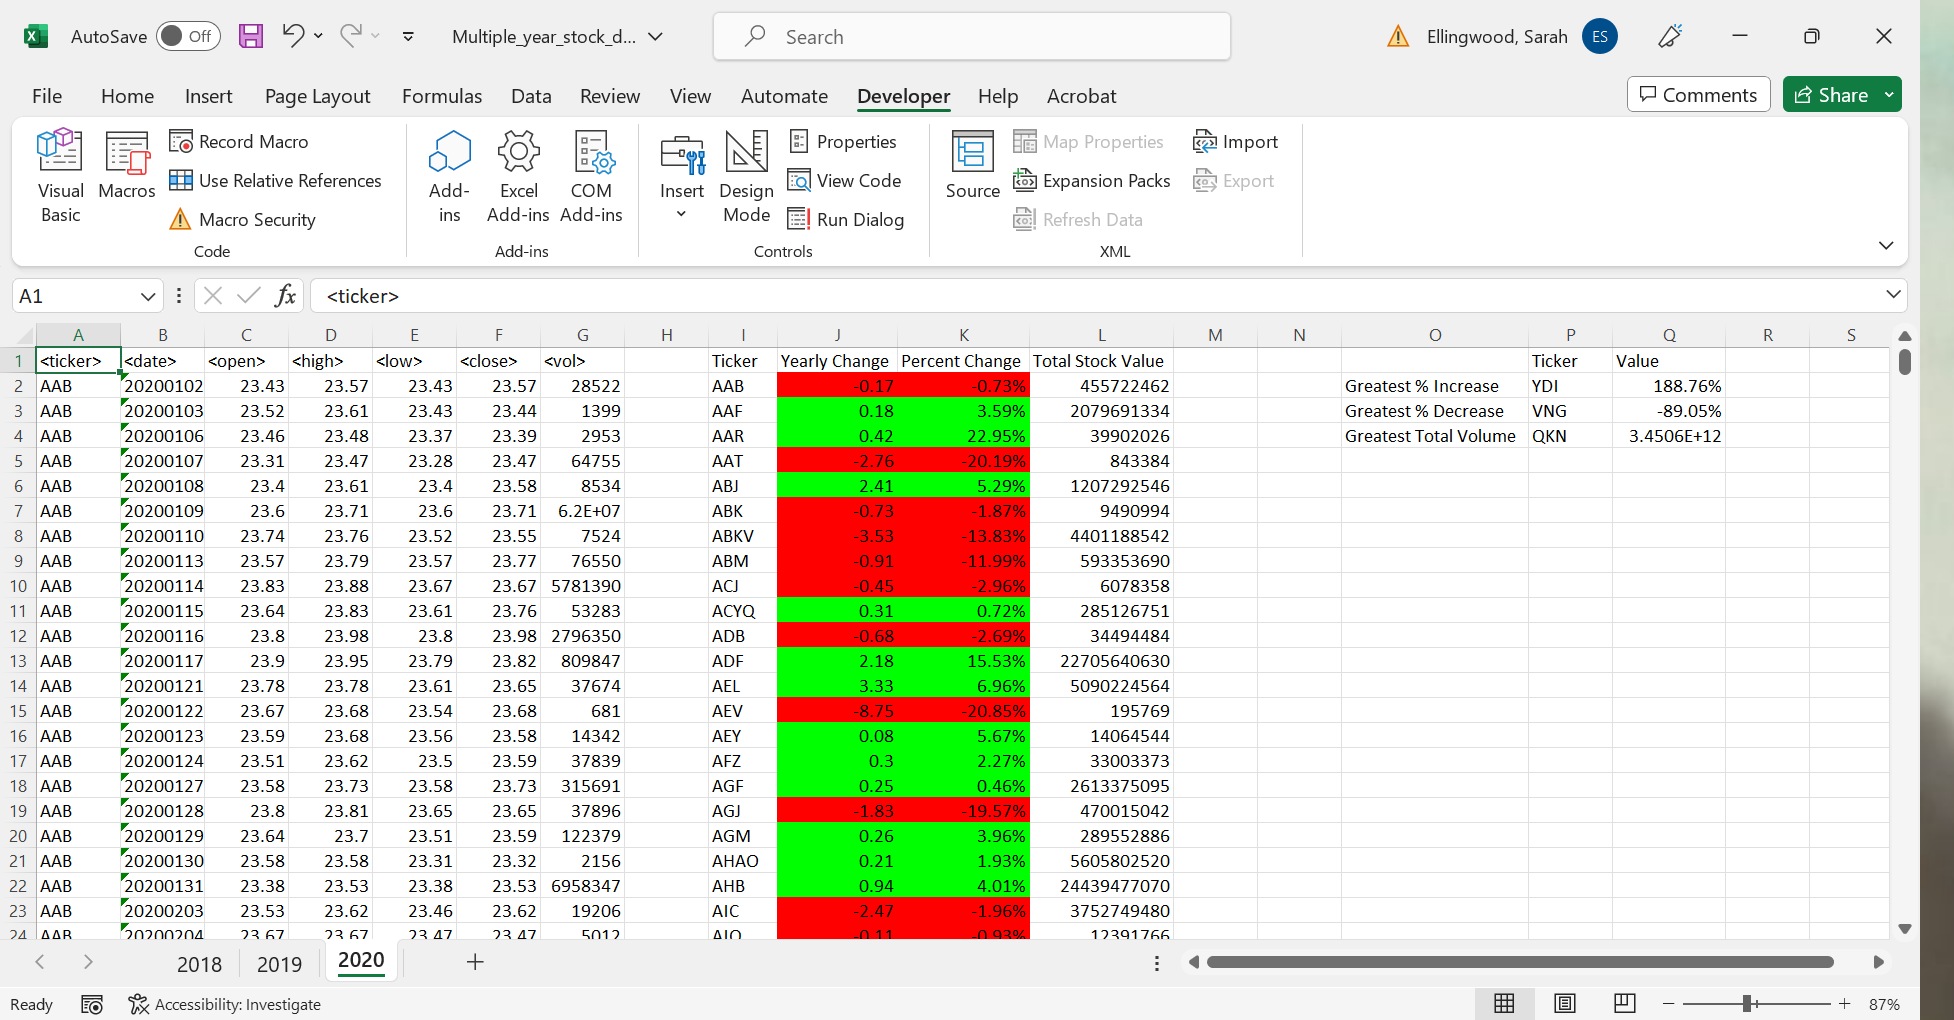 AutoSave Off Multiple_year_stock_d... Search Ellingwood, Sarah ES
File Home Insert Page Layout Formulas Data Review View Automate Developer Help Acrobat Comments Share
Visual Basic Macros Record Macro Use Relative References Macro Security Code
Add-ins Excel Add-ins COM Add-ins Add-ins
Insert Design Mode Properties View Code Run Dialog Controls
Source Map Properties Expansion Packs Refresh Data Import Export XML
A1 fx <ticker>
A B C D E F G H I J K L M N O P Q R S
1 <ticker> <date> <open> <high> <low> <close> <vol> Ticker Yearly Change Percent Change Total Stock Value Ticker Value
2 AAB 20200102 23.43 23.57 23.43 23.57 28522 AAB -0.17 -0.73% 455722462 Greatest % Increase YDI 188.76%
3 AAB 20200103 23.52 23.61 23.43 23.44 1399 AAF 0.18 3.59% 2079691334 Greatest % Decrease VNG -89.05%
4 AAB 20200106 23.46 23.48 23.37 23.39 2953 AAR 0.42 22.95% 39902026 Greatest Total Volume QKN 3.4506E+12
5 AAB 20200107 23.31 23.47 23.28 23.47 64755 AAT -2.76 -20.19% 843384
6 AAB 20200108 23.4 23.61 23.4 23.58 8534 ABJ 2.41 5.29% 1207292546
7 AAB 20200109 23.6 23.71 23.6 23.71 6.2E+07 ABK -0.73 -1.87% 9490994
8 AAB 20200110 23.74 23.76 23.52 23.55 7524 ABKV -3.53 -13.83% 4401188542
9 AAB 20200113 23.57 23.79 23.57 23.77 76550 ABM -0.91 -11.99% 593353690
10 AAB 20200114 23.83 23.88 23.67 23.67 5781390 ACJ -0.45 -2.96% 6078358
11 AAB 20200115 23.64 23.83 23.61 23.76 53283 ACYQ 0.31 0.72% 285126751
12 AAB 20200116 23.8 23.98 23.8 23.98 2796350 ADB -0.68 -2.69% 34494484
13 AAB 20200117 23.9 23.95 23.79 23.82 809847 ADF 2.18 15.53% 22705640630
14 AAB 20200121 23.78 23.78 23.61 23.65 37674 AEL 3.33 6.96% 5090224564
15 AAB 20200122 23.67 23.68 23.54 23.68 681 AEV -8.75 -20.85% 195769
16 AAB 20200123 23.59 23.68 23.56 23.58 14342 AEY 0.08 5.67% 14064544
17 AAB 20200124 23.51 23.62 23.5 23.59 37839 AFZ 0.3 2.27% 33003373
18 AAB 20200127 23.58 23.73 23.58 23.73 315691 AGF 0.25 0.46% 2613375095
19 AAB 20200128 23.8 23.81 23.65 23.65 37896 AGJ -1.83 -19.57% 470015042
20 AAB 20200129 23.64 23.7 23.51 23.59 122379 AGM 0.26 3.96% 289552886
21 AAB 20200130 23.58 23.58 23.31 23.32 2156 AHAO 0.21 1.93% 5605802520
22 AAB 20200131 23.38 23.53 23.38 23.53 6958347 AHB 0.94 4.01% 24439477070
23 AAB 20200203 23.53 23.62 23.46 23.62 19206 AIC -2.47 -1.96% 3752749480
24 AAB 20200204 23.67 23.67 23.47 23.47 5012 AIO -0.11 -0.93% 12391766
2018 2019 2020
Ready Accessibility: Investigate 87%